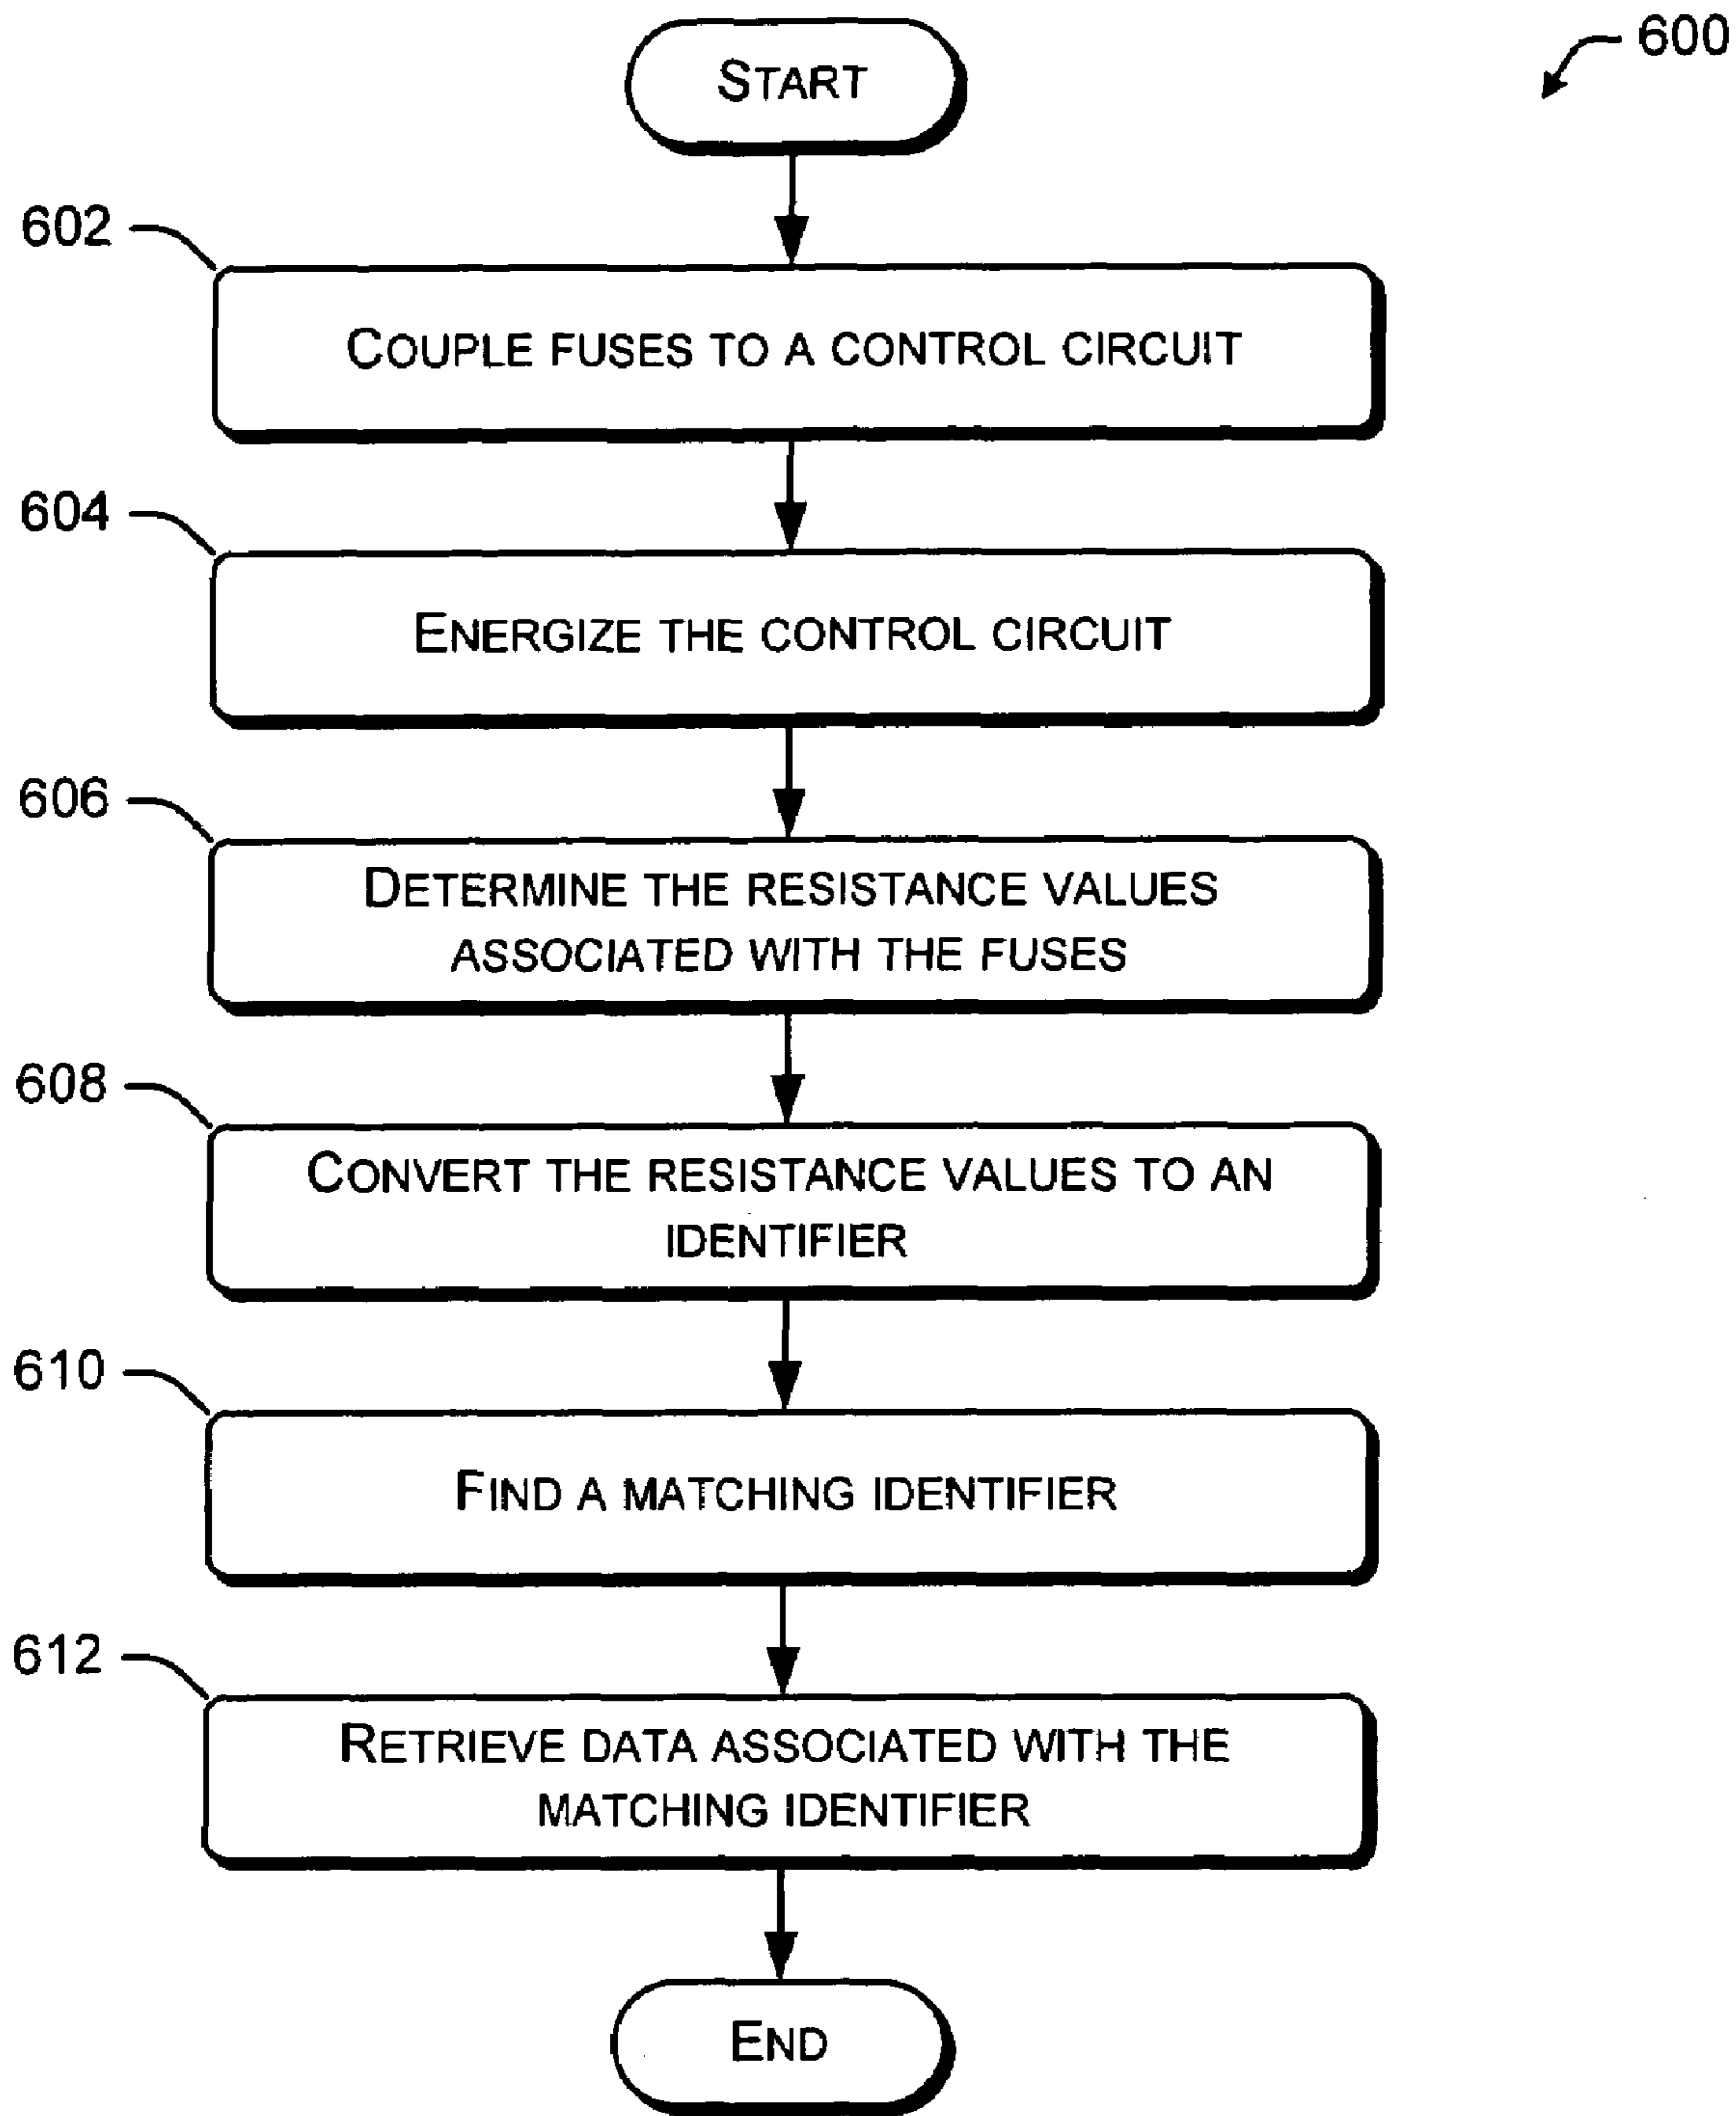 START
600
602
COUPLE FUSES TO A CONTROL CIRCUIT
604
ENERGIZE THE CONTROL CIRCUIT
606
DETERMINE THE RESISTANCE VALUES
ASSOCIATED WITH THE FUSES
608
CONVERT THE RESISTANCE VALUES TO AN
IDENTIFIER
610
FIND A MATCHING IDENTIFIER
612
RETRIEVE DATA ASSOCIATED WITH THE
MATCHING IDENTIFIER
END